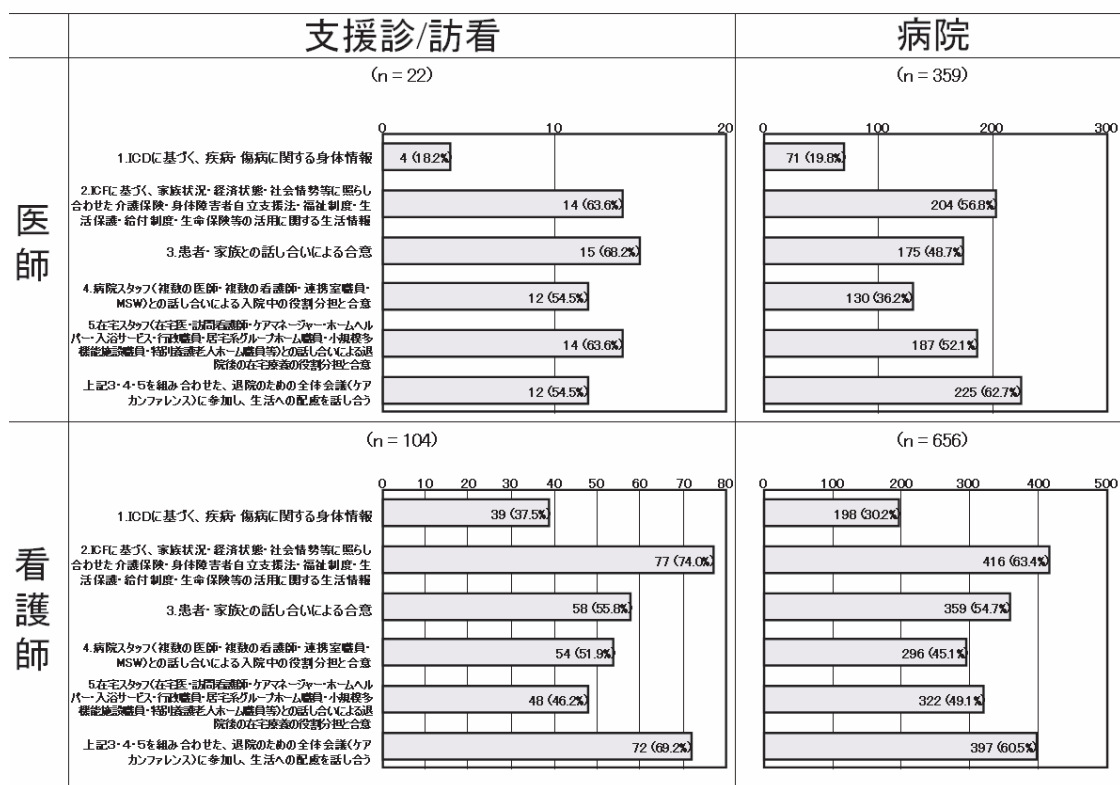 支援診/訪看
病院
医師
(n = 22)
0 10 20
1.ICDに基づく、疾病・傷病に関する身体情報
4 (18.2%)
2.ICFに基づく、家族状況・経済状態・社会情勢等に照らし
合わせた介護保険・身体障害者自立支援法・福祉制度・生
活保護・給付制度・生命保険等の活用に関する生活情報
14 (63.6%)
3.患者・家族との話し合いによる合意
15 (68.2%)
4.病院スタッフ(複数の医師・複数の看護師・連携室職員・
MSW)との話し合いによる入院中の役割分担と合意
12 (54.5%)
5.在宅スタッフ(在宅医・訪問看護師・ケアマネージャー・ホームヘル
パー・入浴サービス・行政職員・居宅系グループホーム職員・小規模多
機能施設職員・特別養護老人ホーム職員等)との話し合いによる退
院後の在宅療養の役割分担と合意
14 (63.6%)
上記3・4・5を組み合わせた、退院のための全体会議(ケア
カンファレンス)に参加し、生活への配慮を話し合う
12 (54.5%)
(n = 359)
0 100 200 300
71 (19.8%)
204 (56.8%)
175 (48.7%)
130 (36.2%)
187 (52.1%)
225 (62.7%)
看護師
(n = 104)
0 10 20 30 40 50 60 70 80
1.ICDに基づく、疾病・傷病に関する身体情報
39 (37.5%)
2.ICFに基づく、家族状況・経済状態・社会情勢等に照らし
合わせた介護保険・身体障害者自立支援法・福祉制度・生
活保護・給付制度・生命保険等の活用に関する生活情報
77 (74.0%)
3.患者・家族との話し合いによる合意
58 (55.8%)
4.病院スタッフ(複数の医師・複数の看護師・連携室職員・
MSW)との話し合いによる入院中の役割分担と合意
54 (51.9%)
5.在宅スタッフ(在宅医・訪問看護師・ケアマネージャー・ホームヘル
パー・入浴サービス・行政職員・居宅系グループホーム職員・小規模多
機能施設職員・特別養護老人ホーム職員等)との話し合いによる退
院後の在宅療養の役割分担と合意
48 (46.2%)
上記3・4・5を組み合わせた、退院のための全体会議(ケア
カンファレンス)に参加し、生活への配慮を話し合う
72 (69.2%)
(n = 656)
0 100 200 300 400 500
198 (30.2%)
416 (63.4%)
359 (54.7%)
296 (45.1%)
322 (49.1%)
397 (60.5%)